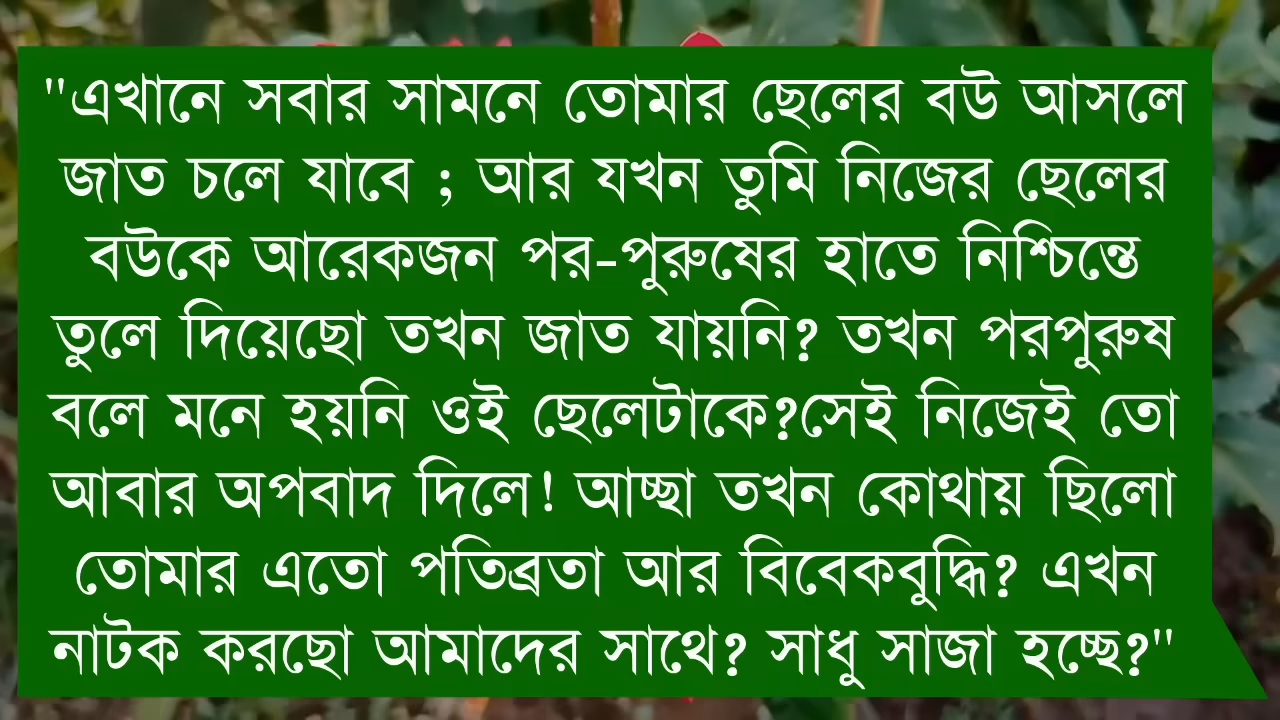 "এখানে সবার সামনে তোমার ছেলের বউ আসলে
জাত চলে যাবে ; আর যখন তুমি নিজের ছেলের
বউকে আরেকজন পর-পুরুষের হাতে নিশ্চিন্তে
তুলে দিয়েছো তখন জাত যায়নি? তখন পরপুরুষ
বলে মনে হয়নি ওই ছেলেটাকে?সেই নিজেই তো
আবার অপবাদ দিলে! আচ্ছা তখন কোথায় ছিলো
তোমার এতো পতিব্রতা আর বিবেকবুদ্ধি? এখন
নাটক করছো আমাদের সাথে? সাধু সাজা হচ্ছে?"